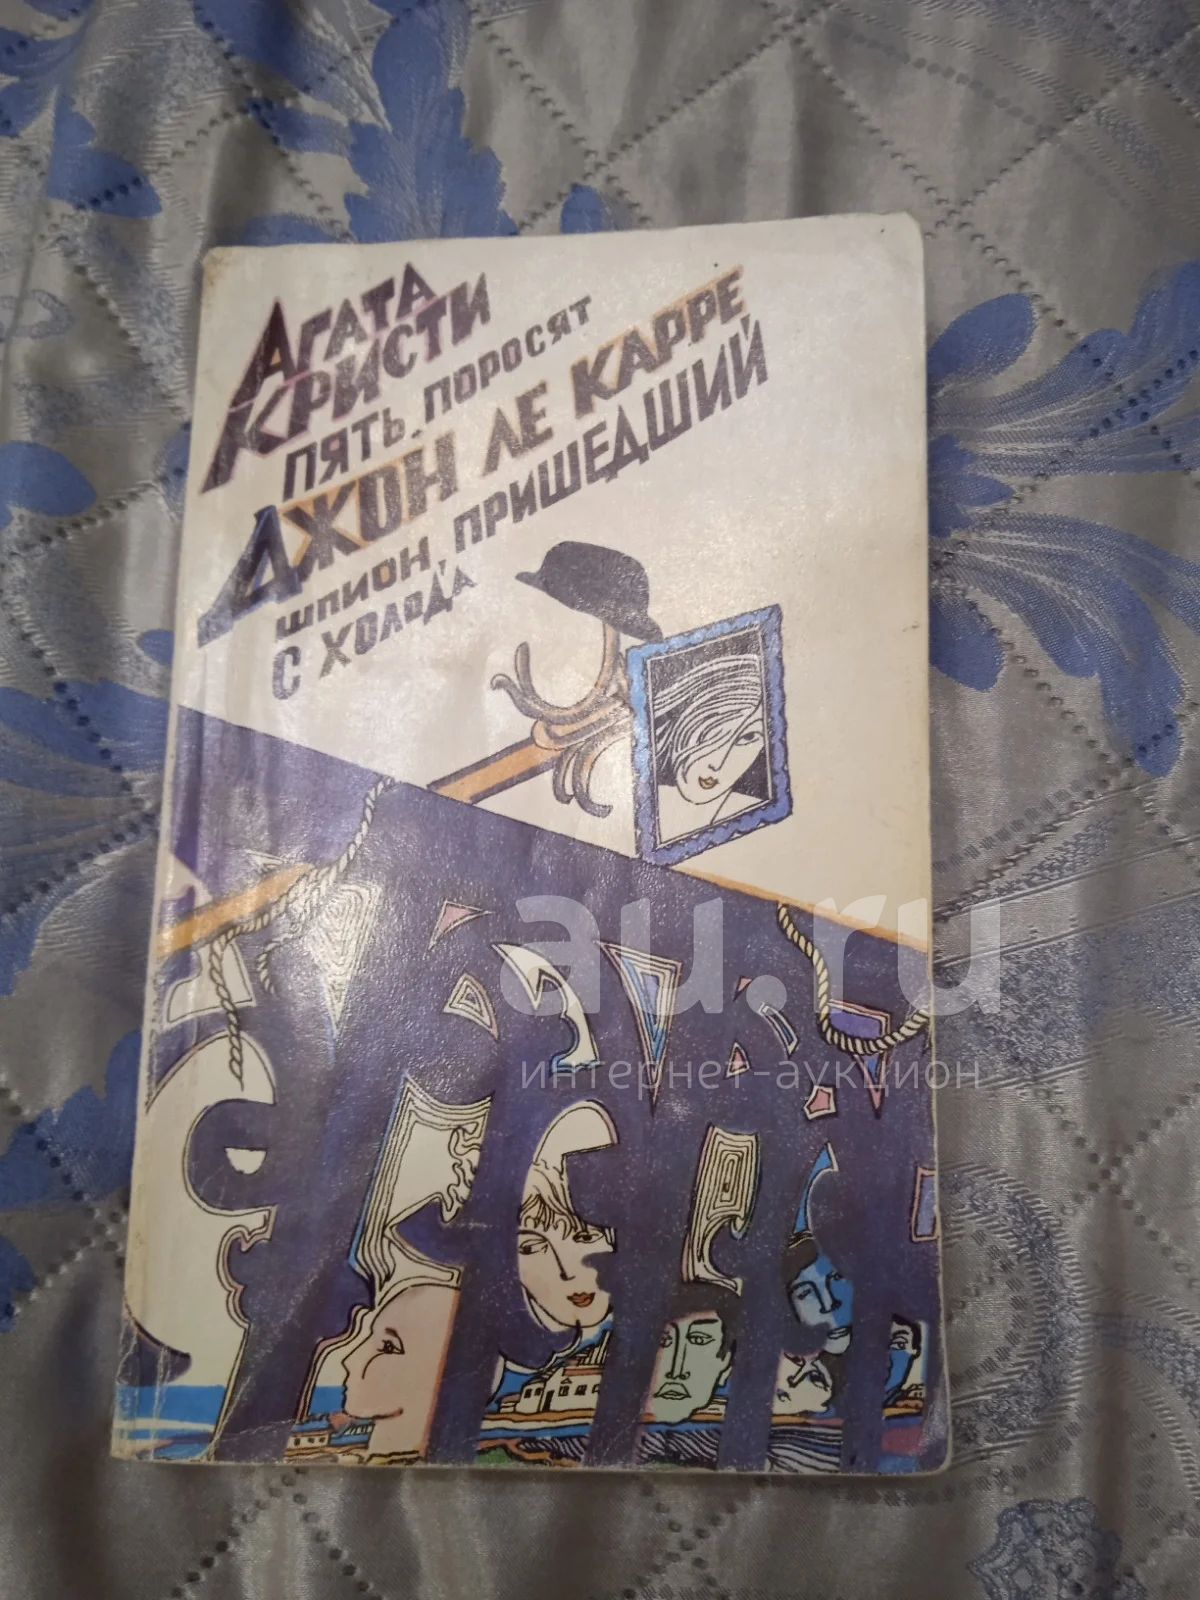 АГАТА
КРИСТИ
ПЯТЬ ПОРОСЯТ
ДЖОН ЛЕ КАРРЕ
ШПИОН, ПРИШЕДШИЙ
С ХОЛОДА
au.ru
интернет-аукцион